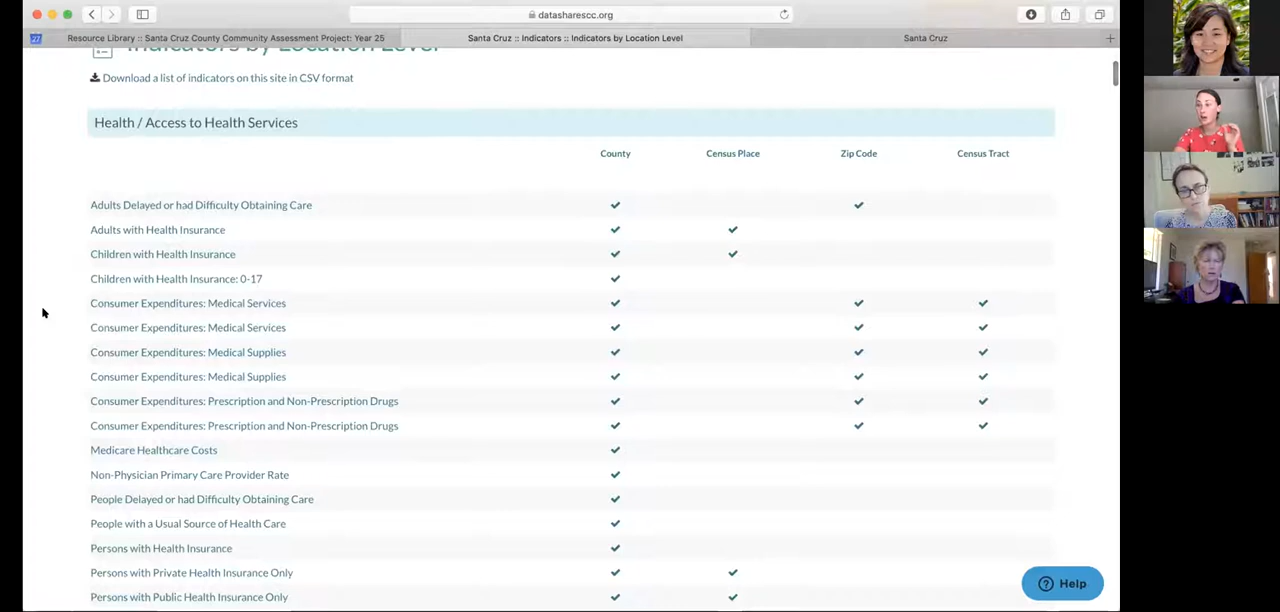 datasharescc.org
Resource Library :: Santa Cruz County Community Assessment Project: Year 25
Santa Cruz :: Indicators :: Indicators by Location Level
Santa Cruz
Indicators by Location Level
Download a list of indicators on this site in CSV format
Health / Access to Health Services
County Census Place Zip Code Census Tract
Adults Delayed or had Difficulty Obtaining Care
Adults with Health Insurance
Children with Health Insurance
Children with Health Insurance: 0-17
Consumer Expenditures: Medical Services
Consumer Expenditures: Medical Services
Consumer Expenditures: Medical Supplies
Consumer Expenditures: Medical Supplies
Consumer Expenditures: Prescription and Non-Prescription Drugs
Consumer Expenditures: Prescription and Non-Prescription Drugs
Medicare Healthcare Costs
Non-Physician Primary Care Provider Rate
People Delayed or had Difficulty Obtaining Care
People with a Usual Source of Health Care
Persons with Health Insurance
Persons with Private Health Insurance Only
Persons with Public Health Insurance Only
Help